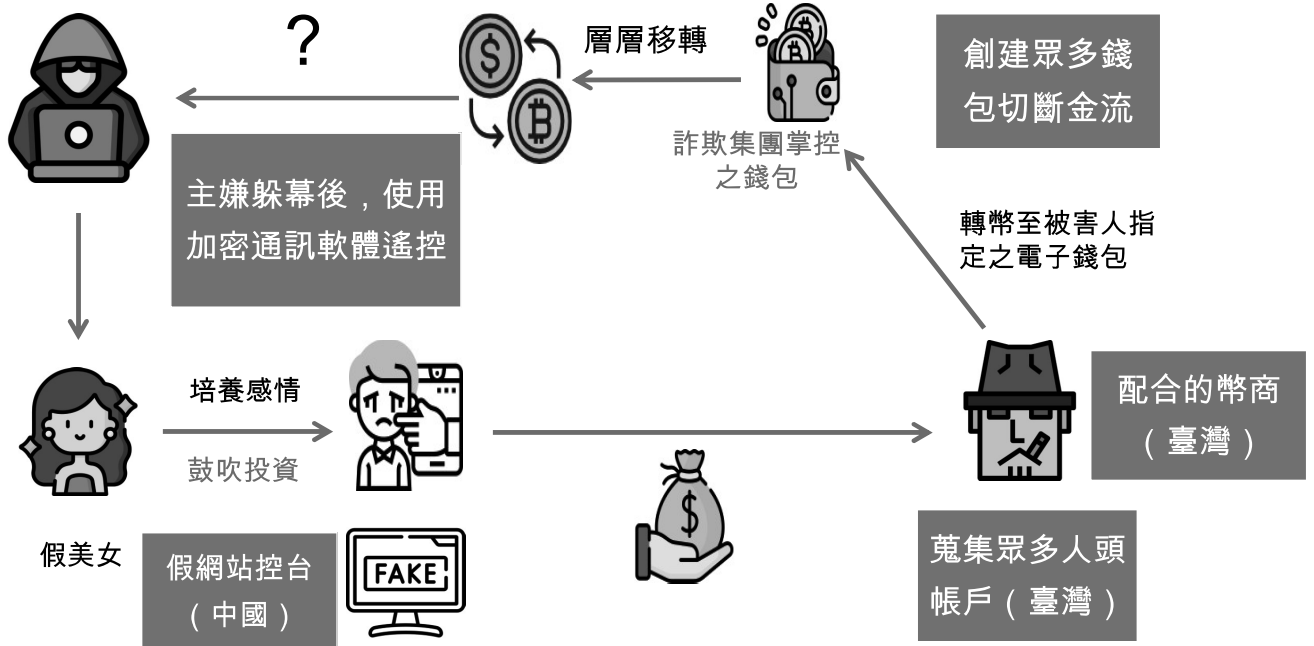 ?
層層移轉
創建眾多錢
包切斷金流
詐欺集團掌控
之錢包
主嫌躲幕後，使用
加密通訊軟體遙控
轉幣至被害人指
定之電子錢包
培養感情
鼓吹投資
配合的幣商
（臺灣）
假美女
假網站控台
（中國）
FAKE
$
蒐集眾多人頭
帳戶（臺灣）